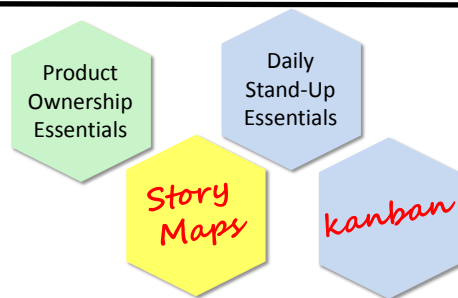 Product
Ownership
Essentials
Daily
Stand-Up
Essentials
Story
Maps
kanban